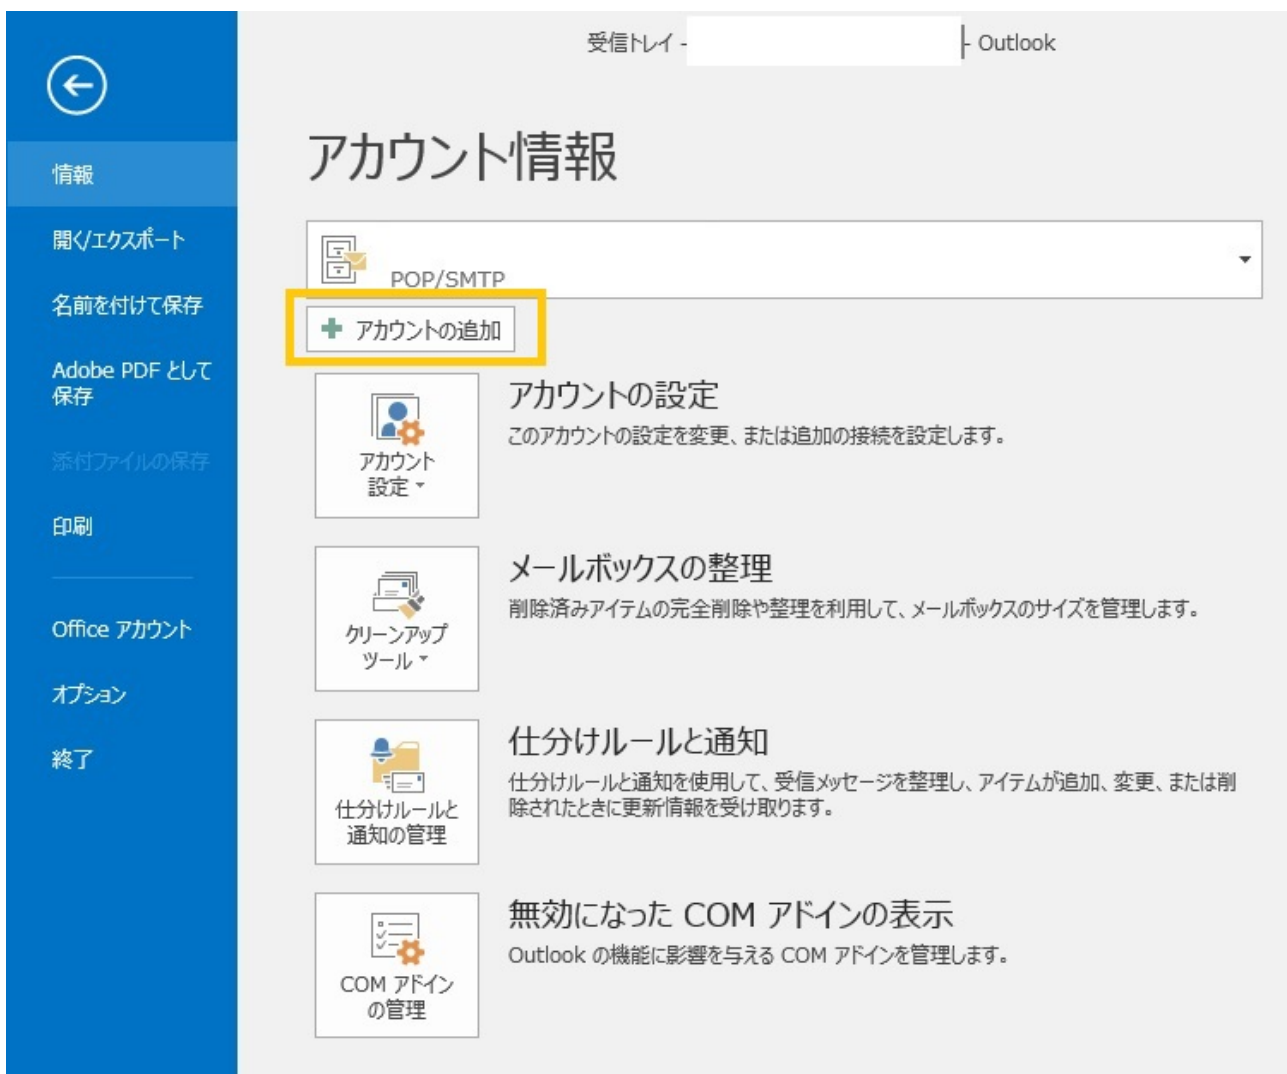 受信トレイ - - Outlook
アカウント情報
情報
開く/エクスポート
名前を付けて保存
Adobe PDF として
保存
添付ファイルの保存
印刷
Office アカウント
オプション
終了
POP/SMTP
アカウントの追加
アカウント
設定
アカウントの設定
このアカウントの設定を変更、または追加の接続を設定します。
クリーンアップ
ツール
メールボックスの整理
削除済みアイテムの完全削除や整理を利用して、メールボックスのサイズを管理します。
仕分けルールと
通知の管理
仕分けルールと通知
仕分けルールと通知を使用して、受信メッセージを整理し、アイテムが追加、変更、または削
除されたときに更新情報を受け取ります。
COM アドイン
の管理
無効になった COM アドインの表示
Outlook の機能に影響を与える COM アドインを管理します。